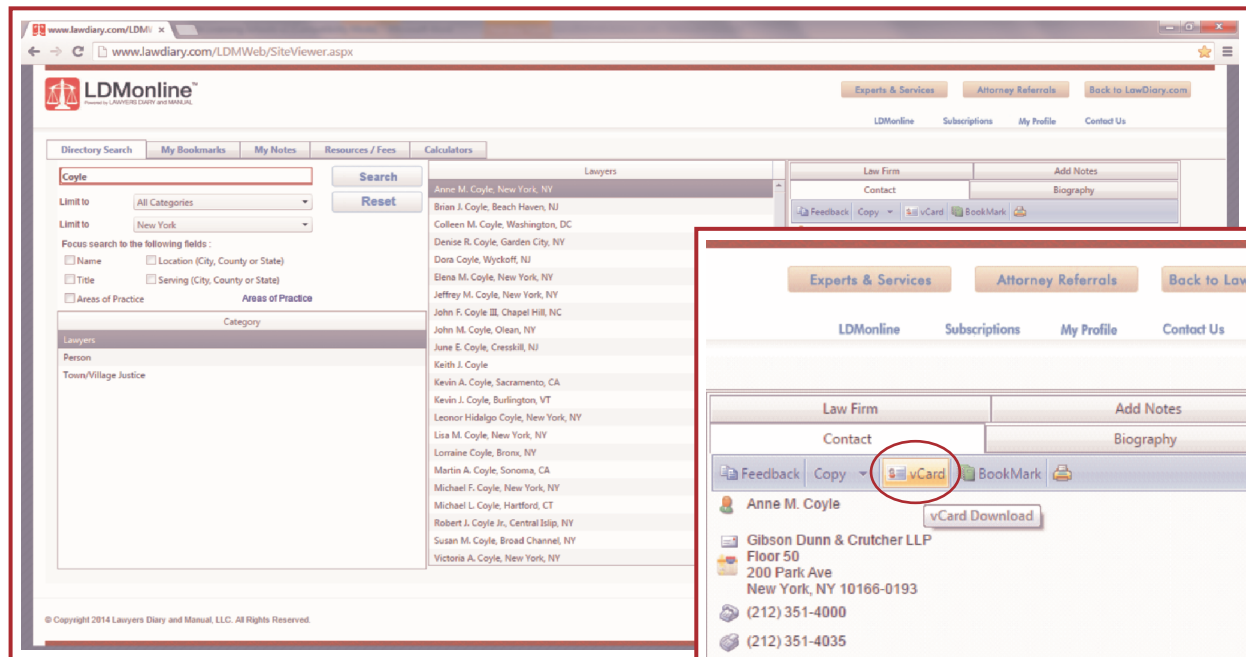 www.lawdiary.com/LDM
www.lawdiary.com/LDMWeb/SiteViewer.aspx
LDMonline™
Powered by LAWYERS DIARY and MANUAL
Experts & Services
Attorney Referrals
Back to LawDiary.com
LDMonline
Subscriptions
My Profile
Contact Us
Directory Search
My Bookmarks
My Notes
Resources / Fees
Calculators
Coyle
Search
Limit to
All Categories
Reset
Limit to
New York
Focus search to the following fields :
Name
Location (City, County or State)
Title
Serving (City, County or State)
Areas of Practice
Areas of Practice
Category
Lawyers
Person
Town/Village Justice
Lawyers
Anne M. Coyle, New York, NY
Brian J. Coyle, Beach Haven, NJ
Colleen M. Coyle, Washington, DC
Denise R. Coyle, Garden City, NY
Dora Coyle, Wyckoff, NJ
Elena M. Coyle, New York, NY
Jeffrey M. Coyle, New York, NY
John F. Coyle III, Chapel Hill, NC
John M. Coyle, Olean, NY
June E. Coyle, Cresskill, NJ
Keith J. Coyle
Kevin A. Coyle, Sacramento, CA
Kevin J. Coyle, Burlington, VT
Leonor Hidalgo Coyle, New York, NY
Lisa M. Coyle, New York, NY
Lorraine Coyle, Bronx, NY
Martin A. Coyle, Sonoma, CA
Michael F. Coyle, New York, NY
Michael L. Coyle, Hartford, CT
Robert J. Coyle Jr., Central Islip, NY
Susan M. Coyle, Broad Channel, NY
Victoria A. Coyle, New York, NY
Law Firm
Add Notes
Contact
Biography
Feedback Copy vCard BookMark
Experts & Services
Attorney Referrals
Back to Law
LDMonline
Subscriptions
My Profile
Contact Us
Law Firm
Add Notes
Contact
Biography
Feedback Copy vCard BookMark
Anne M. Coyle
vCard Download
Gibson Dunn & Crutcher LLP
Floor 50
200 Park Ave
New York, NY 10166-0193
(212) 351-4000
(212) 351-4035
© Copyright 2014 Lawyers Diary and Manual, LLC. All Rights Reserved.